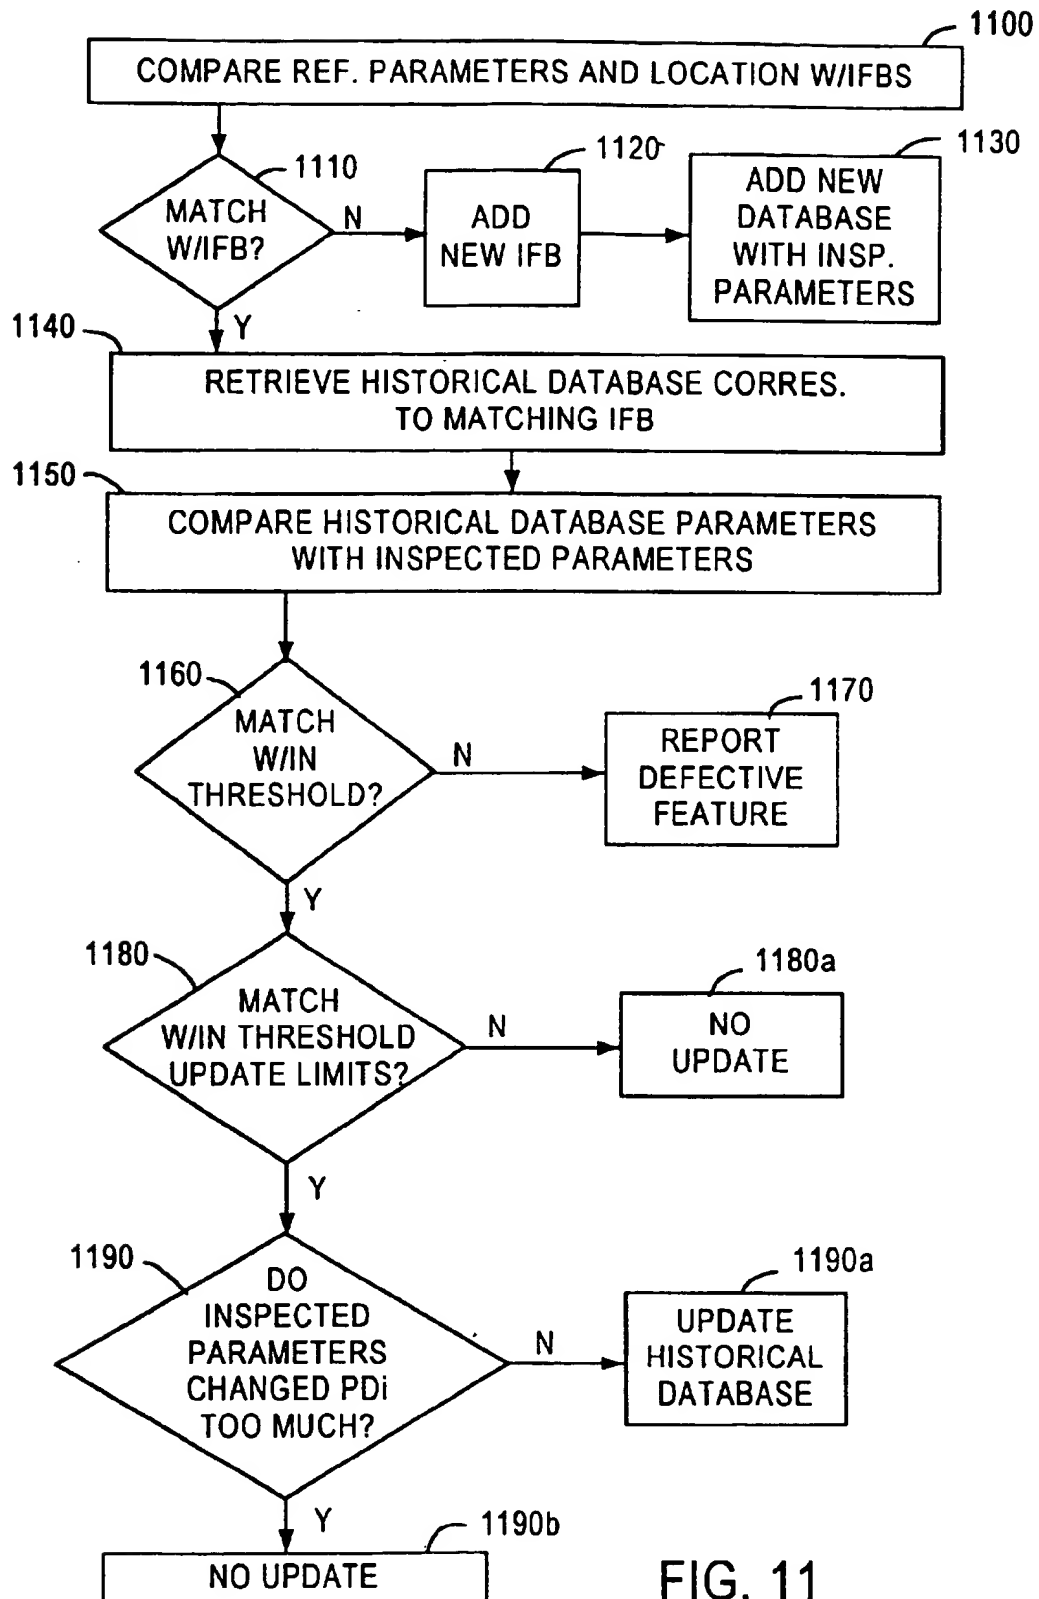 1100
COMPARE REF. PARAMETERS AND LOCATION W/IFBS
1110
MATCH
W/IFB?
N
1120
ADD
NEW IFB
1130
ADD NEW
DATABASE
WITH INSP.
PARAMETERS
Y
1140
RETRIEVE HISTORICAL DATABASE CORRES.
TO MATCHING IFB
1150
COMPARE HISTORICAL DATABASE PARAMETERS
WITH INSPECTED PARAMETERS
1160
MATCH
W/IN
THRESHOLD?
N
1170
REPORT
DEFECTIVE
FEATURE
Y
1180
MATCH
W/IN THRESHOLD
UPDATE LIMITS?
N
1180a
NO
UPDATE
Y
1190
DO
INSPECTED
PARAMETERS
CHANGED PDi
TOO MUCH?
N
1190a
UPDATE
HISTORICAL
DATABASE
Y
1190b
NO UPDATE
FIG. 11